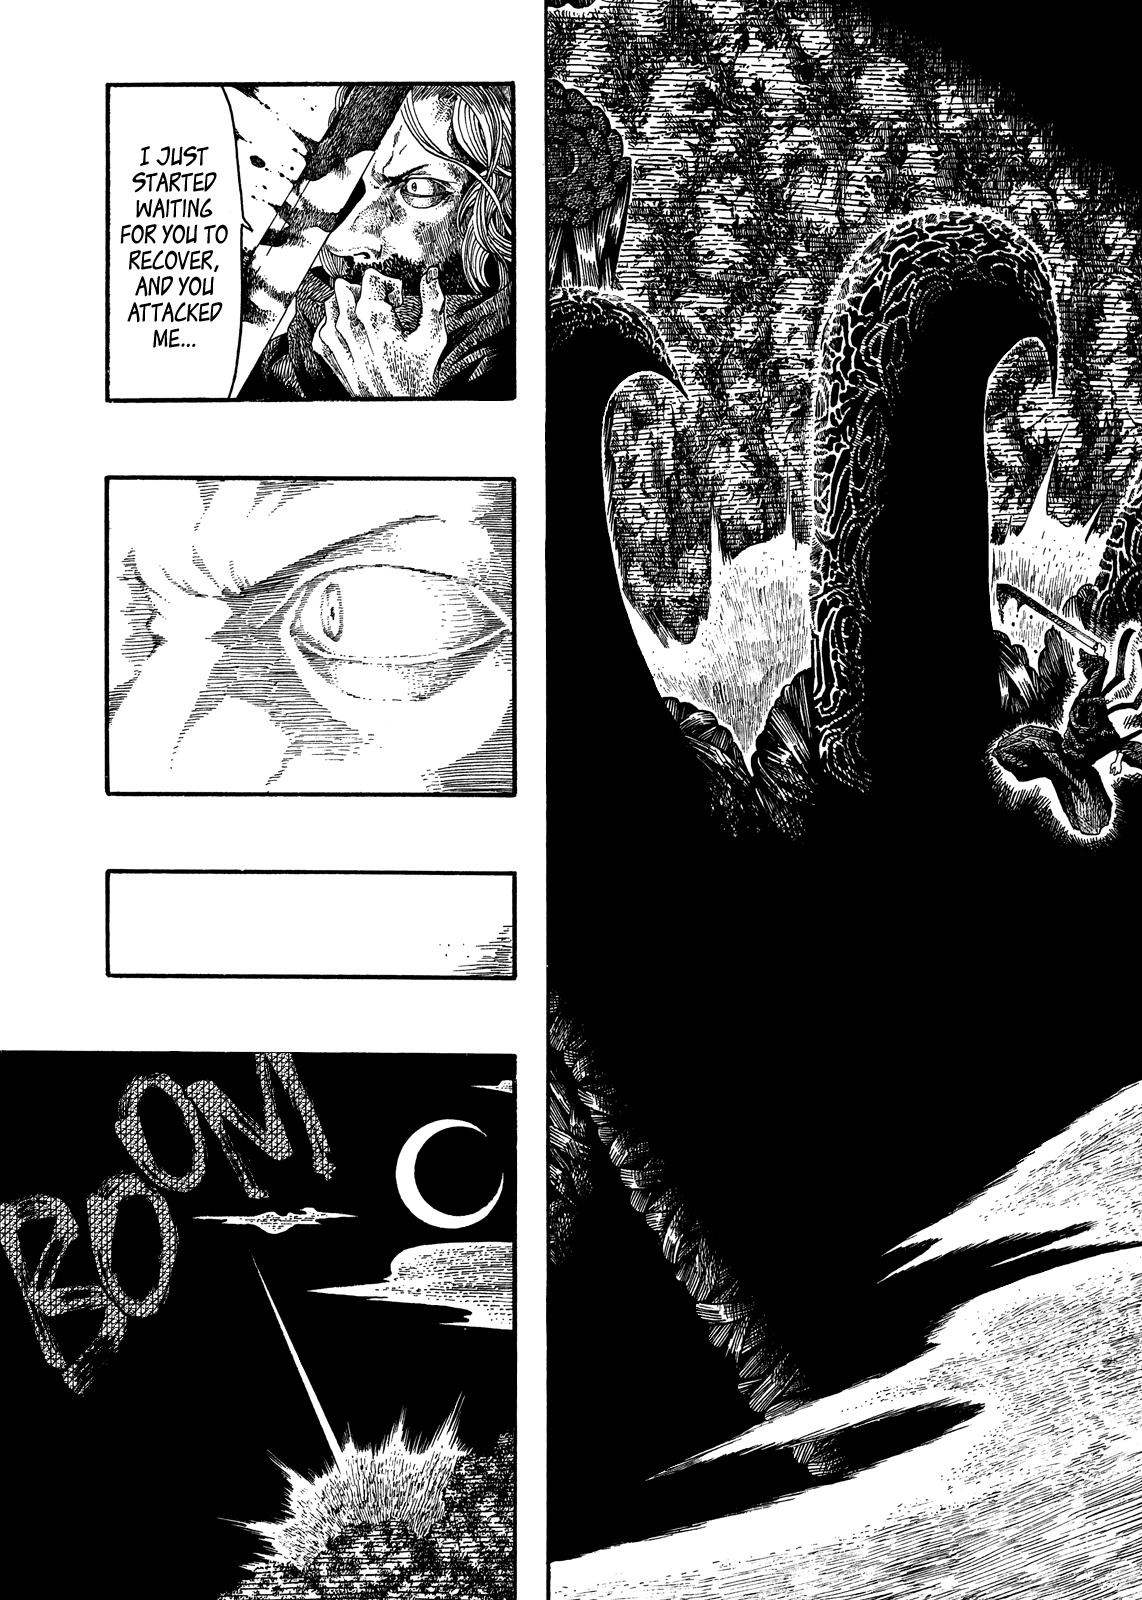 I JUST
STARTED
WAITING
FOR YOU TO
RECOVER,
AND YOU
ATTACKED
ME...
BOOM